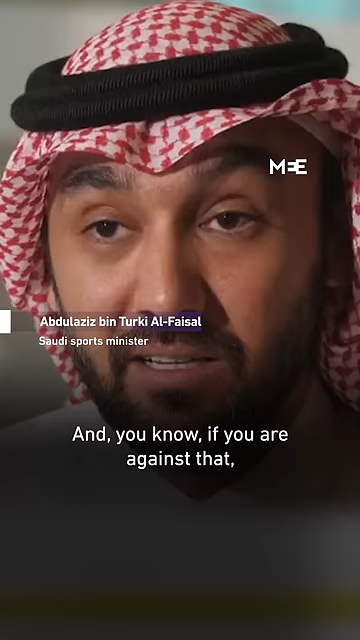 MEE
Abdulaziz bin Turki Al-Faisal
Saudi sports minister
And, you know, if you are
against that,